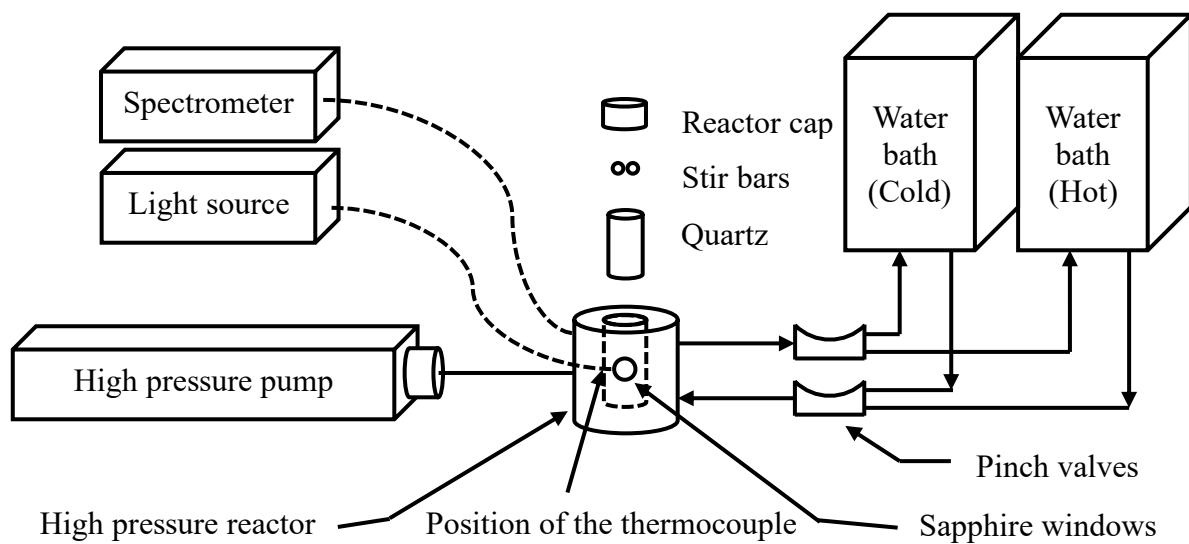 Spectrometer
Light source
High pressure pump
Reactor cap
Stir bars
Quartz
Water
bath
(Cold)
Water
bath
(Hot)
Pinch valves
High pressure reactor
Position of the thermocouple
Sapphire windows